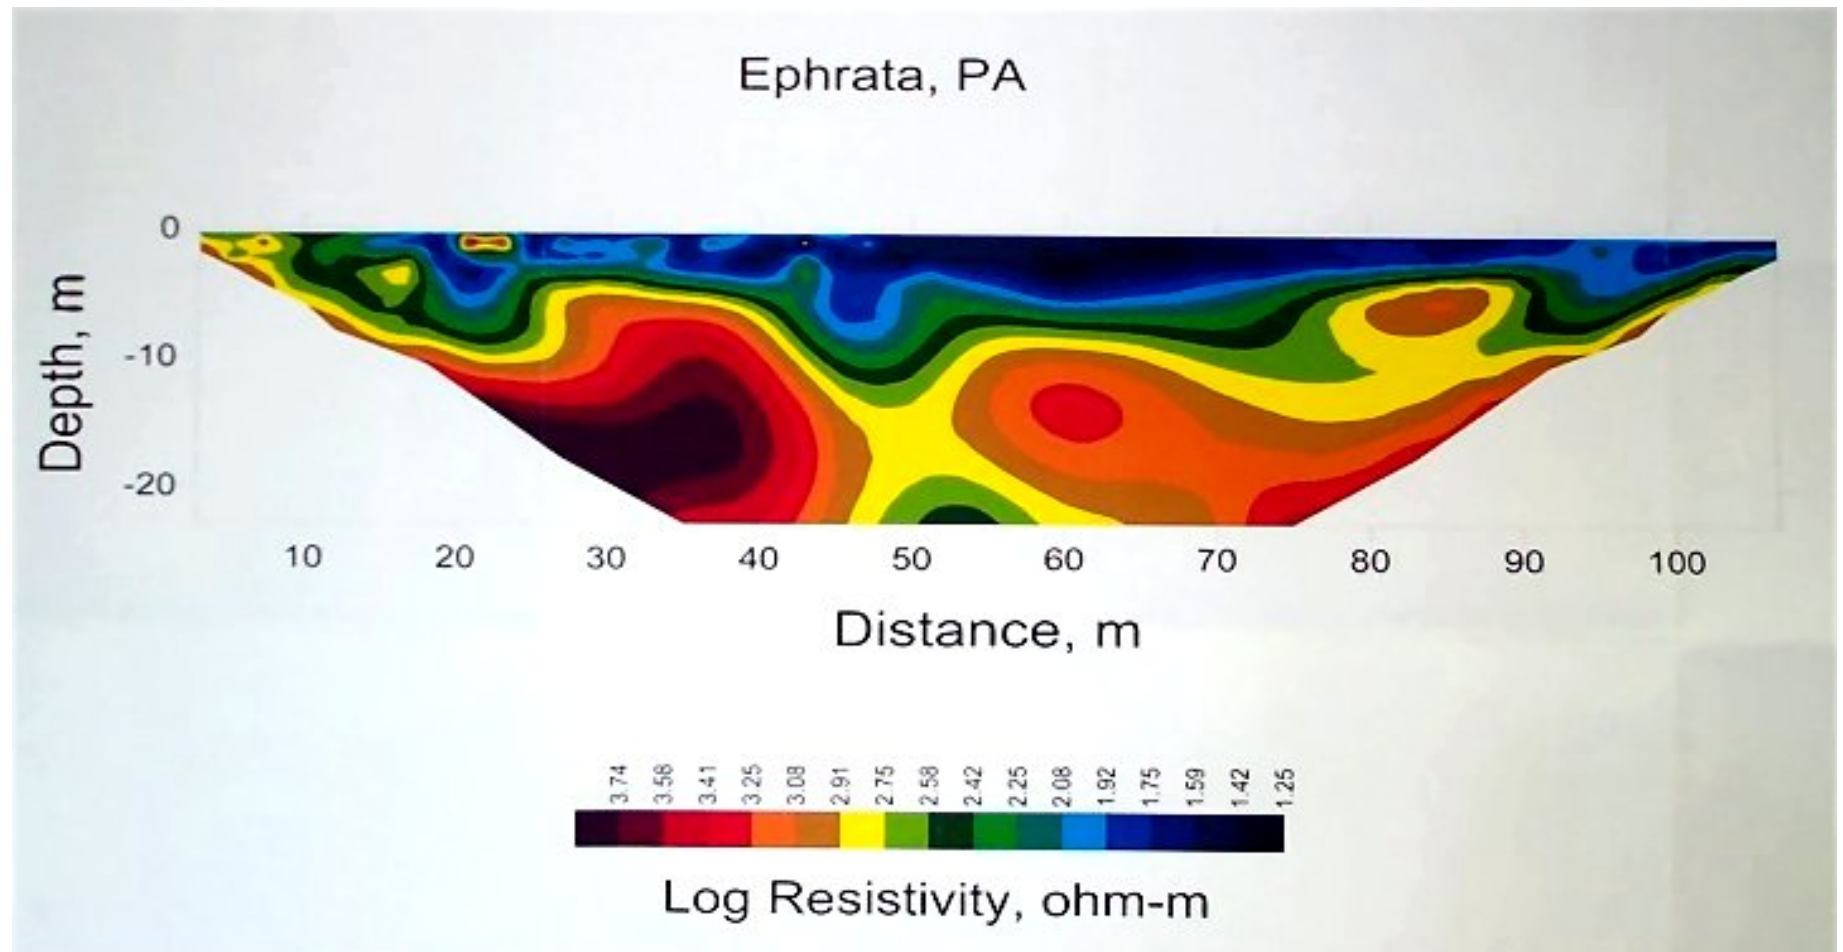 Ephrata, PA
0
-10
-20
Depth, m
10 20 30 40 50 60 70 80 90 100
Distance, m
3.74 3.58 3.41 3.25 3.08 2.91 2.75 2.58 2.42 2.25 2.08 1.92 1.75 1.59 1.42 1.25
Log Resistivity, ohm-m